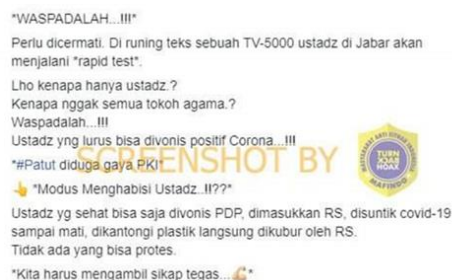 *WASPADALAH...!!!*
Perlu dicermati. Di runing teks sebuah TV-5000 ustadz di Jabar akan
menjalani "rapid test".
Lho kenapa hanya ustadz.?
Kenapa nggak semua tokoh agama.?
Waspadalah...!!!
Ustadz yng lurus bisa divonis positif Corona...!!!
*#Patut diduga gaya PKI*
SCREENSHOT BY
MASYARAKAT ANTI FITNAH INDONESIA
TURN
BACK
HOAX
MAFINDO
👆 *Modus Menghabisi Ustadz..!!??*
Ustadz yg sehat bisa saja divonis PDP, dimasukkan RS, disuntik covid-19
sampai mati, dikantongi plastik langsung dikubur oleh RS.
Tidak ada yang bisa protes.
*Kita harus mengambil sikap tegas...💪*